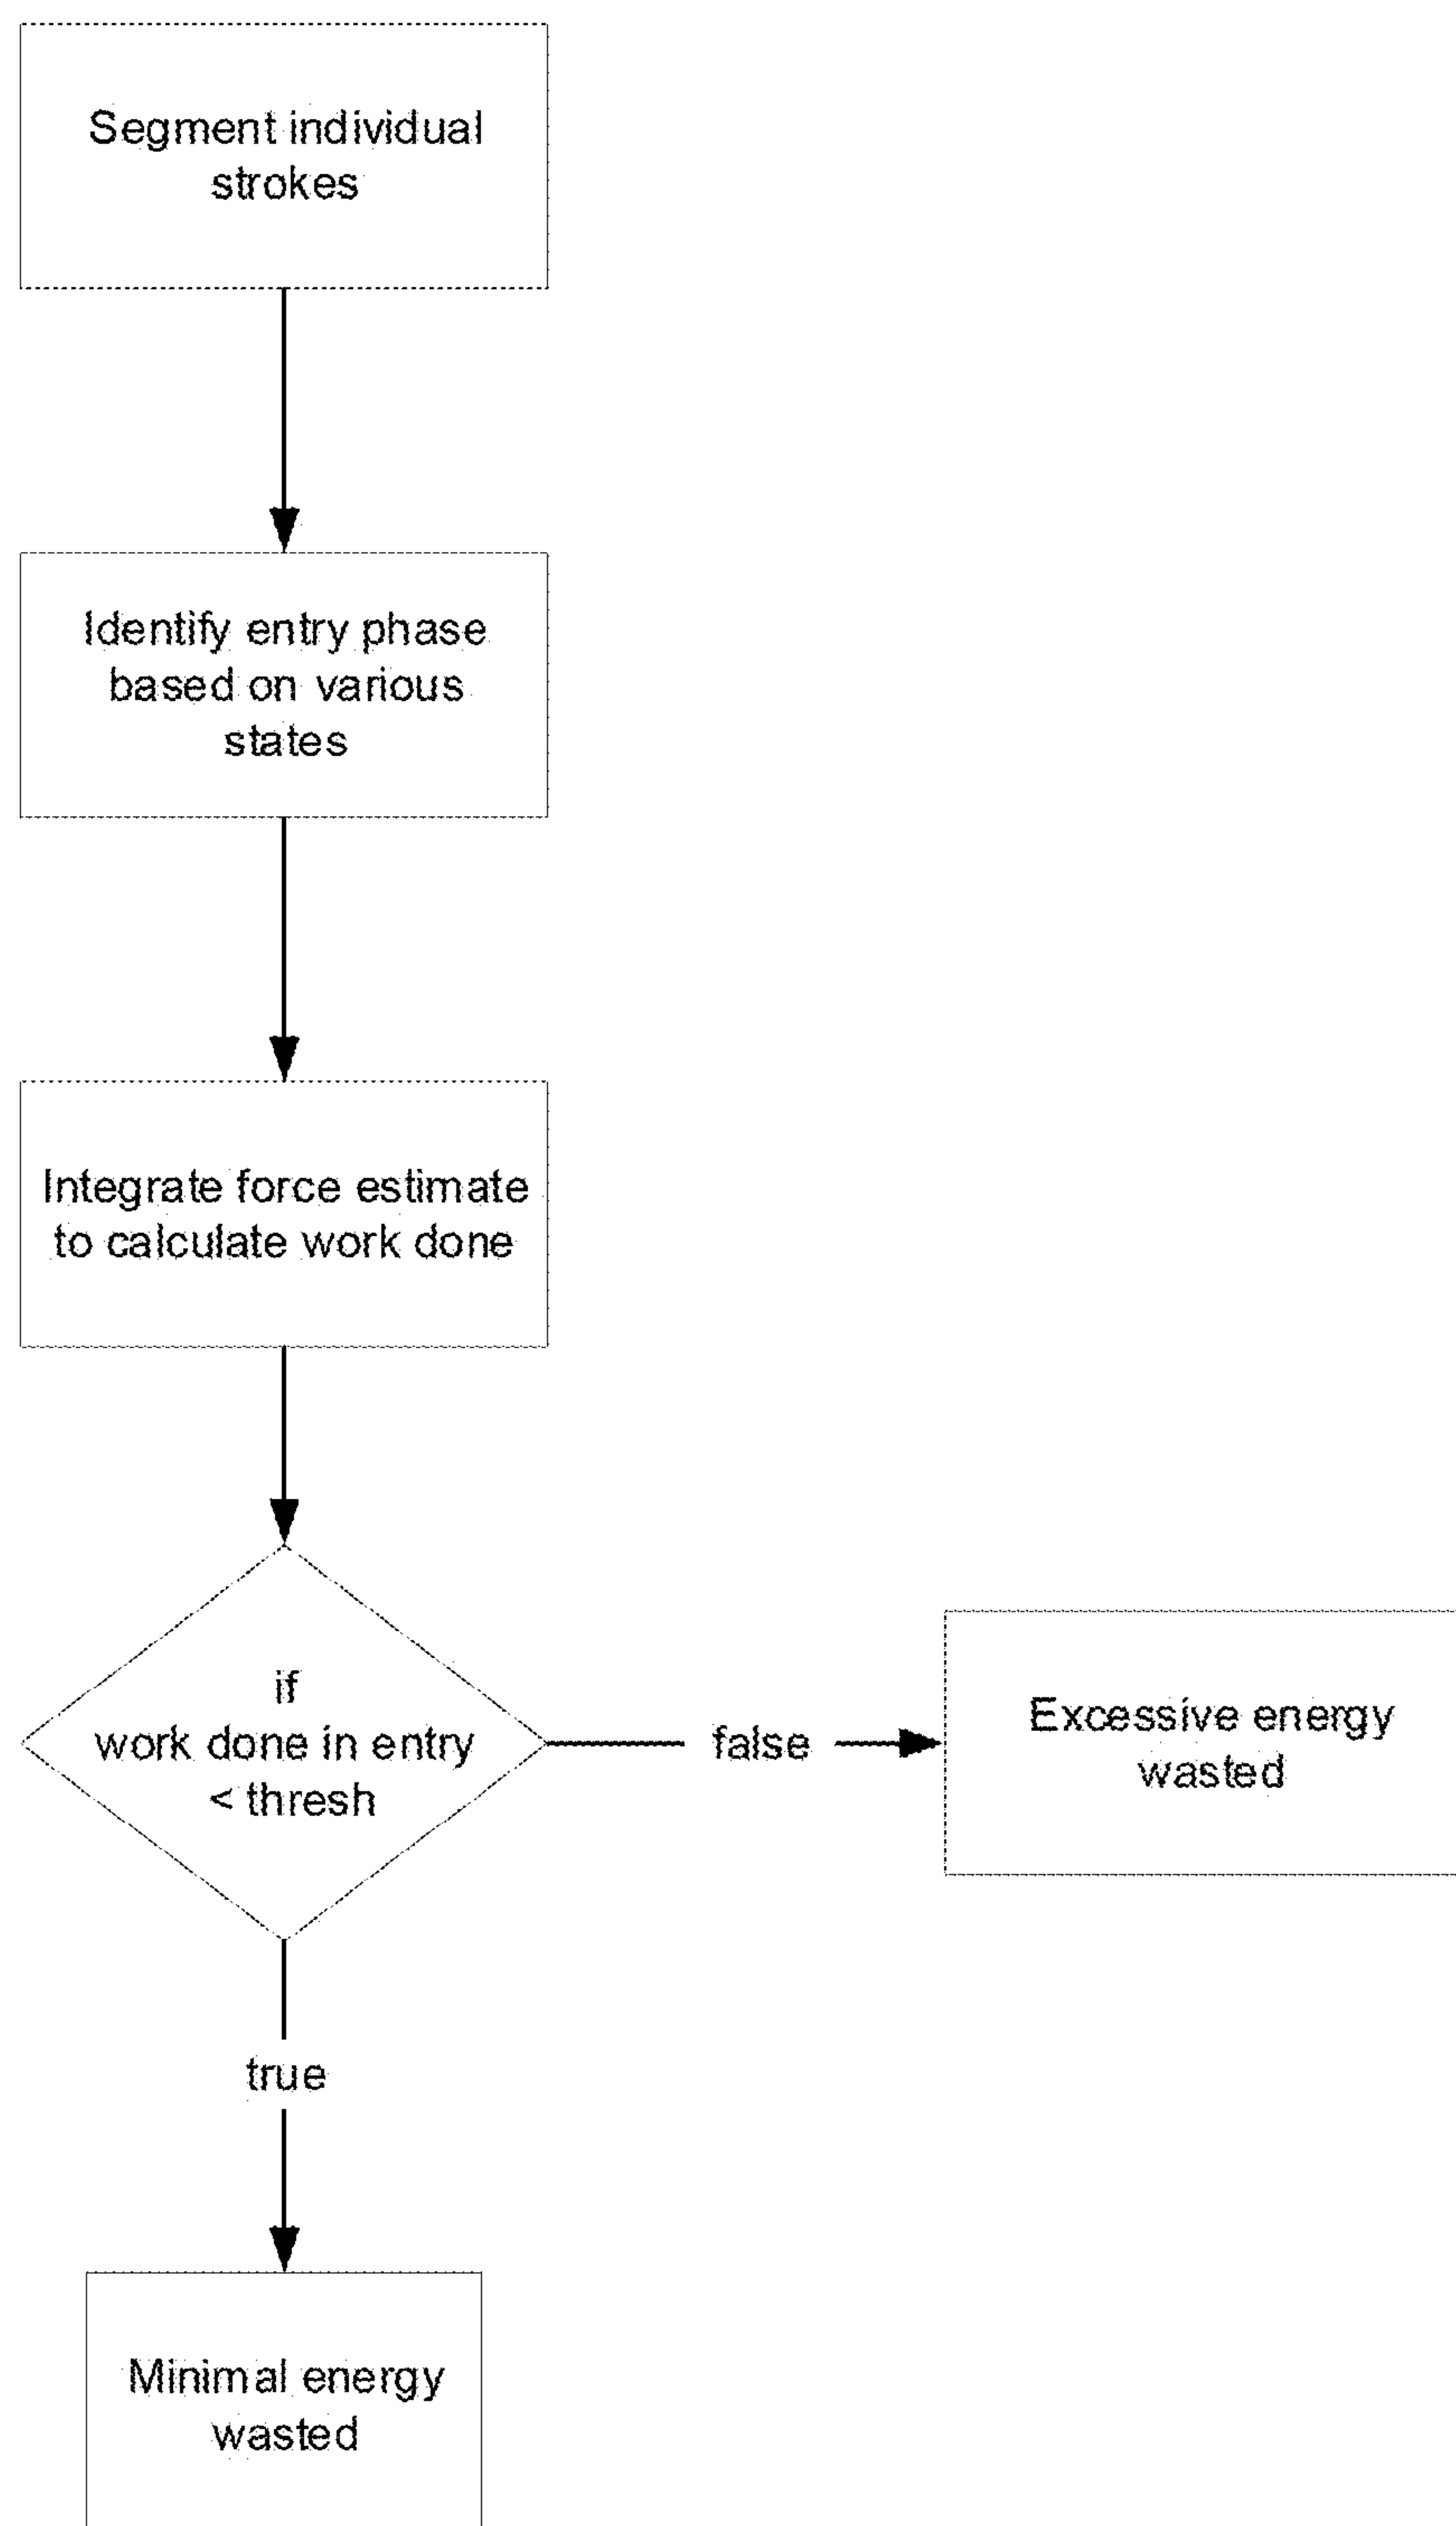 Segment individual
strokes
Identify entry phase
based on various
states
Integrate force estimate
to calculate work done
if
work done in entry
< thresh
false
Excessive energy
wasted
true
Minimal energy
wasted